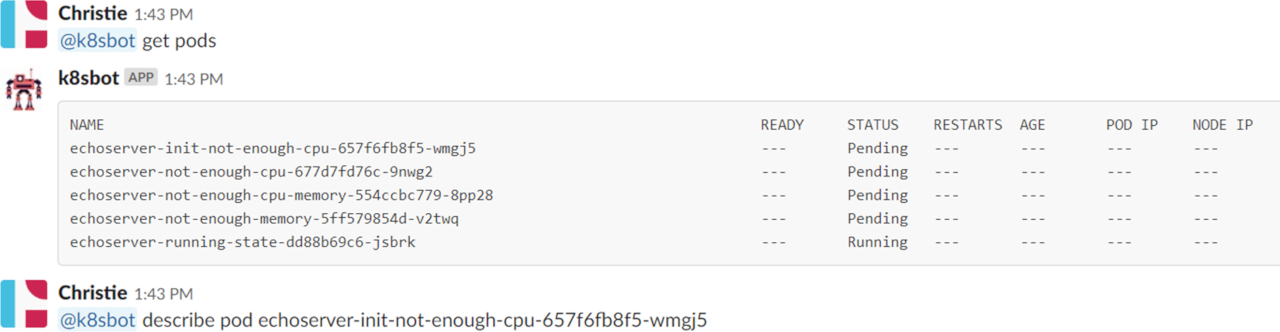 Christie 1:43 PM
@k8sbot get pods
k8sbot APP 1:43 PM
NAME READY STATUS RESTARTS AGE POD IP NODE IP
echoserver-init-not-enough-cpu-657f6fb8f5-wmgj5 --- Pending --- --- --- ---
echoserver-not-enough-cpu-677d7fd76c-9nwg2 --- Pending --- --- --- ---
echoserver-not-enough-cpu-memory-554ccbc779-8pp28 --- Pending --- --- --- ---
echoserver-not-enough-memory-5ff579854d-v2twq --- Pending --- --- --- ---
echoserver-running-state-dd88b69c6-jsbrk --- Running --- --- --- ---
Christie 1:43 PM
@k8sbot describe pod echoserver-init-not-enough-cpu-657f6fb8f5-wmgj5